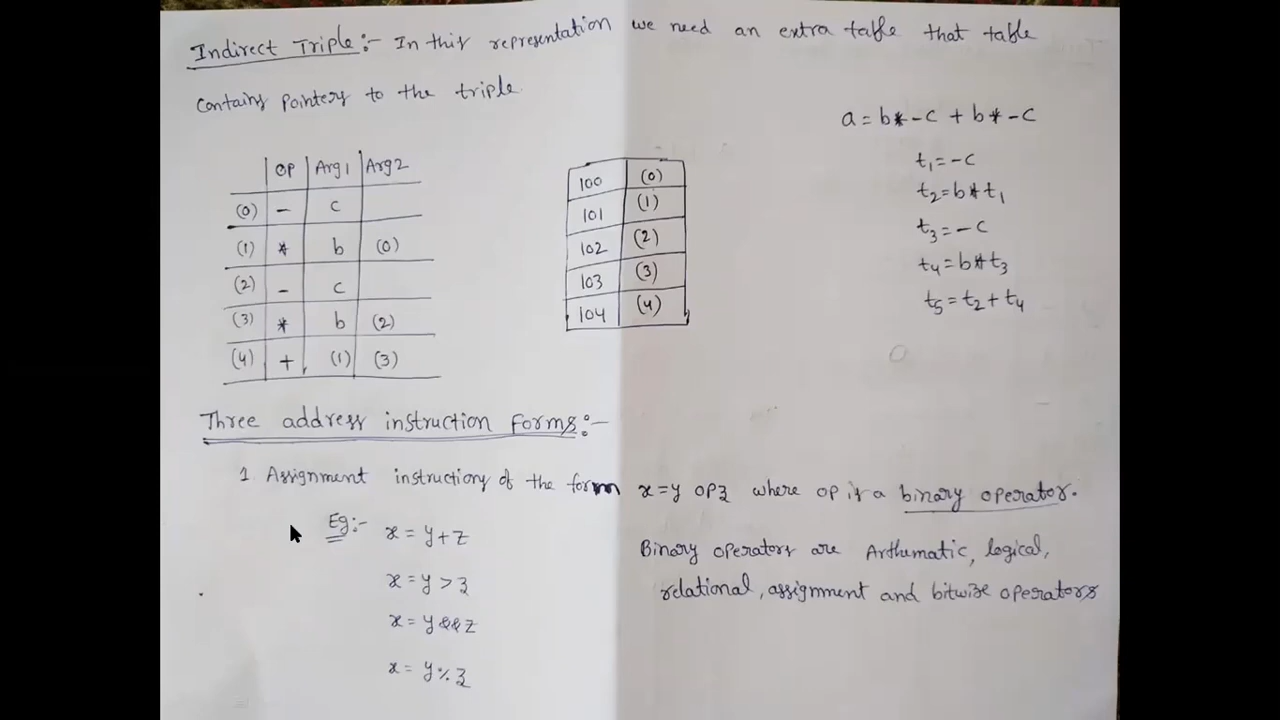 Indirect Triple:- In this representation we need an extra table that table
contains pointers to the triple.
a = b * -c + b * -c
t1 = -c
t2 = b * t1
t3 = -c
t4 = b * t3
t5 = t2 + t4
OP Arg1 Arg2
(0) - c
(1) * b (0)
(2) - c
(3) * b (2)
(4) + (1) (3)
100 (0)
101 (1)
102 (2)
103 (3)
104 (4)
Three address instruction forms:-
1 Assignment instructions of the form x = y op z where op is a binary operator.
Eg:- x = y + z
x = y > z
x = y && z
x = y % z
Binary operators are Arthematic, logical,
relational, assignment and bitwise operators